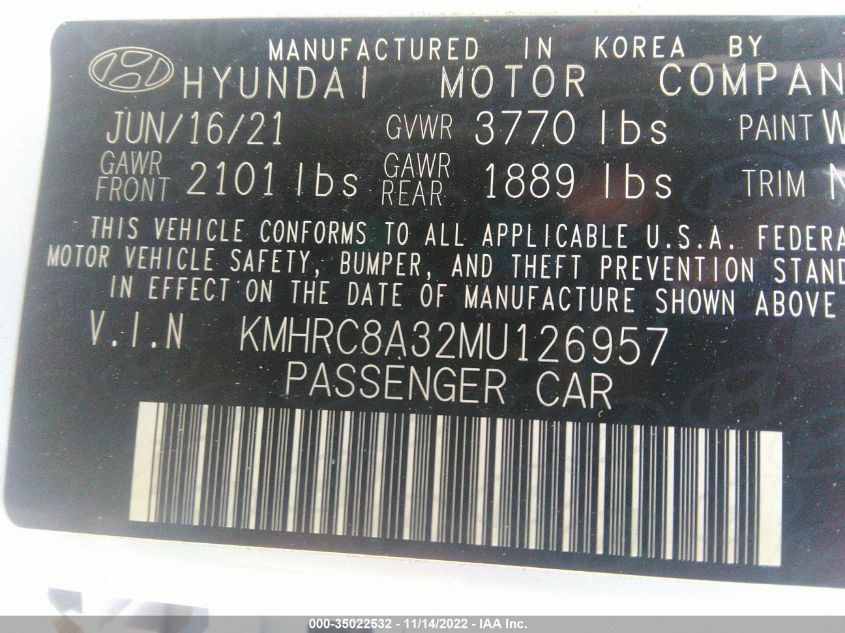 MANUFACTURED IN KOREA BY
HYUNDAI MOTOR COMPAN
JUN/16/21 GVWR 3770 lbs PAINT W
GAWR FRONT 2101 lbs GAWR REAR 1889 lbs TRIM N
THIS VEHICLE CONFORMS TO ALL APPLICABLE U.S.A. FEDERA
MOTOR VEHICLE SAFETY, BUMPER, AND THEFT PREVENTION STAND
IN EFFECT ON THE DATE OF MANUFACTURE SHOWN ABOVE
V.I.N KMHRC8A32MU126957
PASSENGER CAR
000-35022532 - 11/14/2022 - IAA Inc.